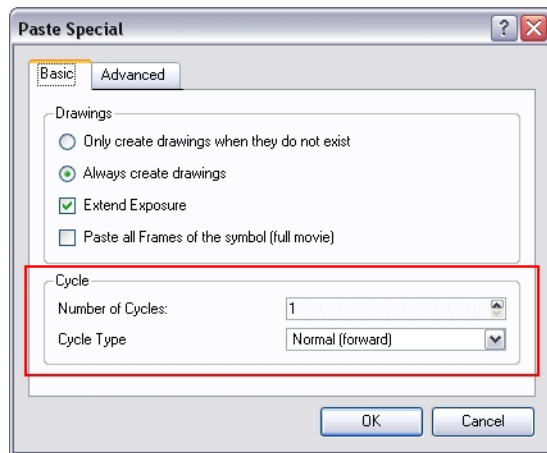 Paste Special
Basic Advanced
Drawings
Only create drawings when they do not exist
Always create drawings
Extend Exposure
Paste all Frames of the symbol (full movie)
Cycle
Number of Cycles: 1
Cycle Type Normal (forward)
OK Cancel